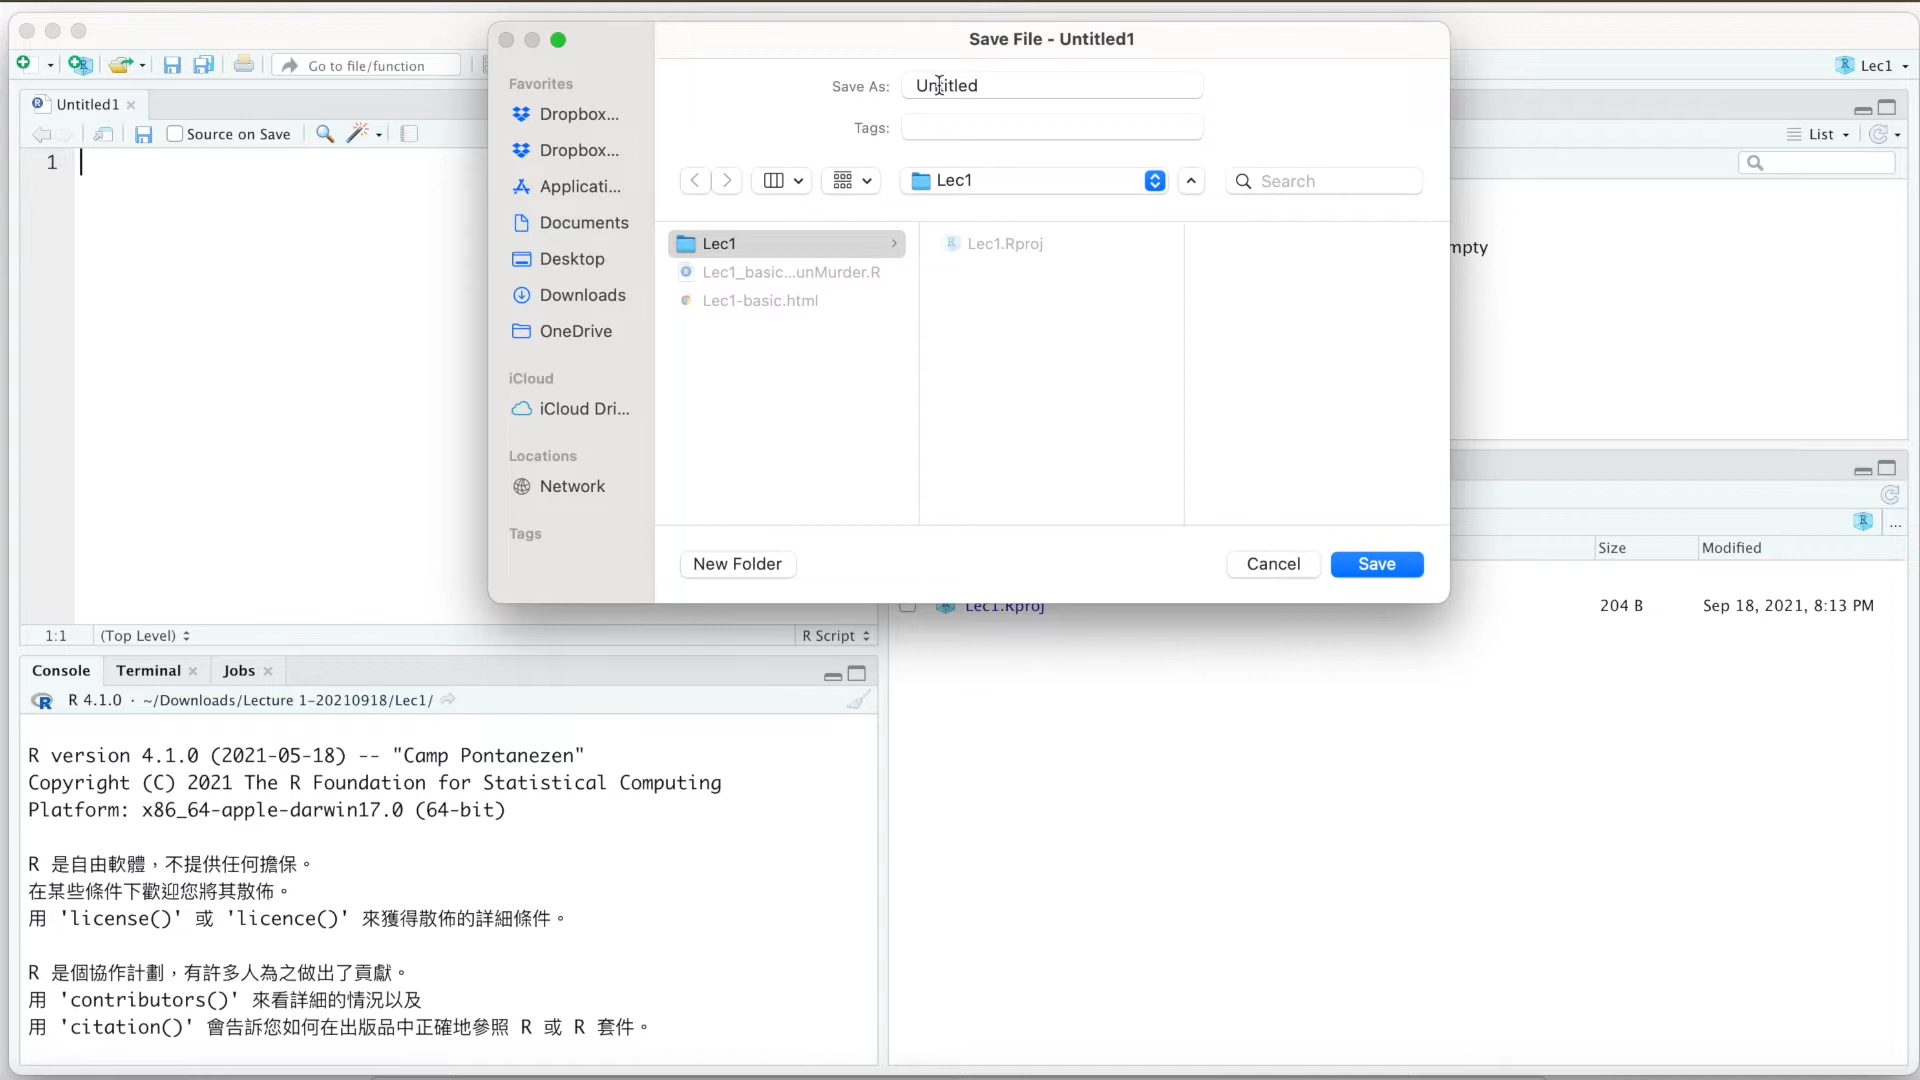 Save File - Untitled1
Go to file/function
Lec1
Untitled1
Source on Save
List
1
Favorites
Dropbox...
Dropbox...
Applicati...
Documents
Desktop
Downloads
OneDrive
iCloud
iCloud Dri...
Locations
Network
Tags
Save As:
Untitled
Tags:
Lec1
Search
Lec1
Lec1_basic...unMurder.R
Lec1-basic.html
Lec1.Rproj
New Folder
Cancel
Save
mpty
Size
Modified
Lec1.Rproj
204 B
Sep 18, 2021, 8:13 PM
1:1
(Top Level)
R Script
Console
Terminal
Jobs
R 4.1.0 · ~/Downloads/Lecture 1-20210918/Lec1/
R version 4.1.0 (2021-05-18) -- "Camp Pontanezen"
Copyright (C) 2021 The R Foundation for Statistical Computing
Platform: x86_64-apple-darwin17.0 (64-bit)
R 是自由軟體，不提供任何擔保。
在某些條件下歡迎您將其散佈。
用 'license()' 或 'licence()' 來獲得散佈的詳細條件。
R 是個協作計劃，有許多人為之做出了貢獻。
用 'contributors()' 來看詳細的情況以及
用 'citation()' 會告訴您如何在出版品中正確地參照 R 或 R 套件。